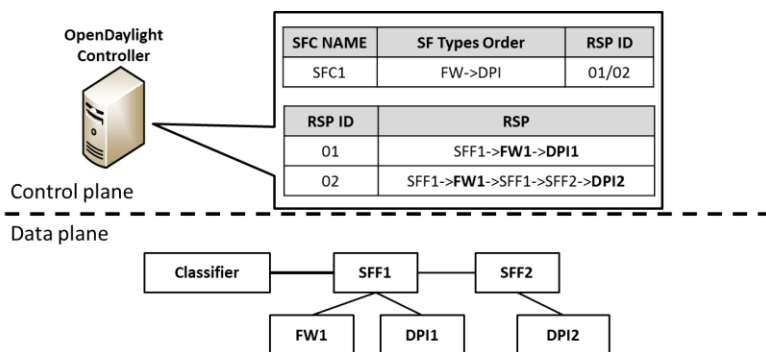 OpenDaylight
Controller
SFC NAME SF Types Order RSP ID
SFC1 FW->DPI 01/02
RSP ID RSP
01 SFF1->FW1->DPI1
02 SFF1->FW1->SFF1->SFF2->DPI2
Control plane
Data plane
Classifier SFF1 SFF2
FW1 DPI1 DPI2